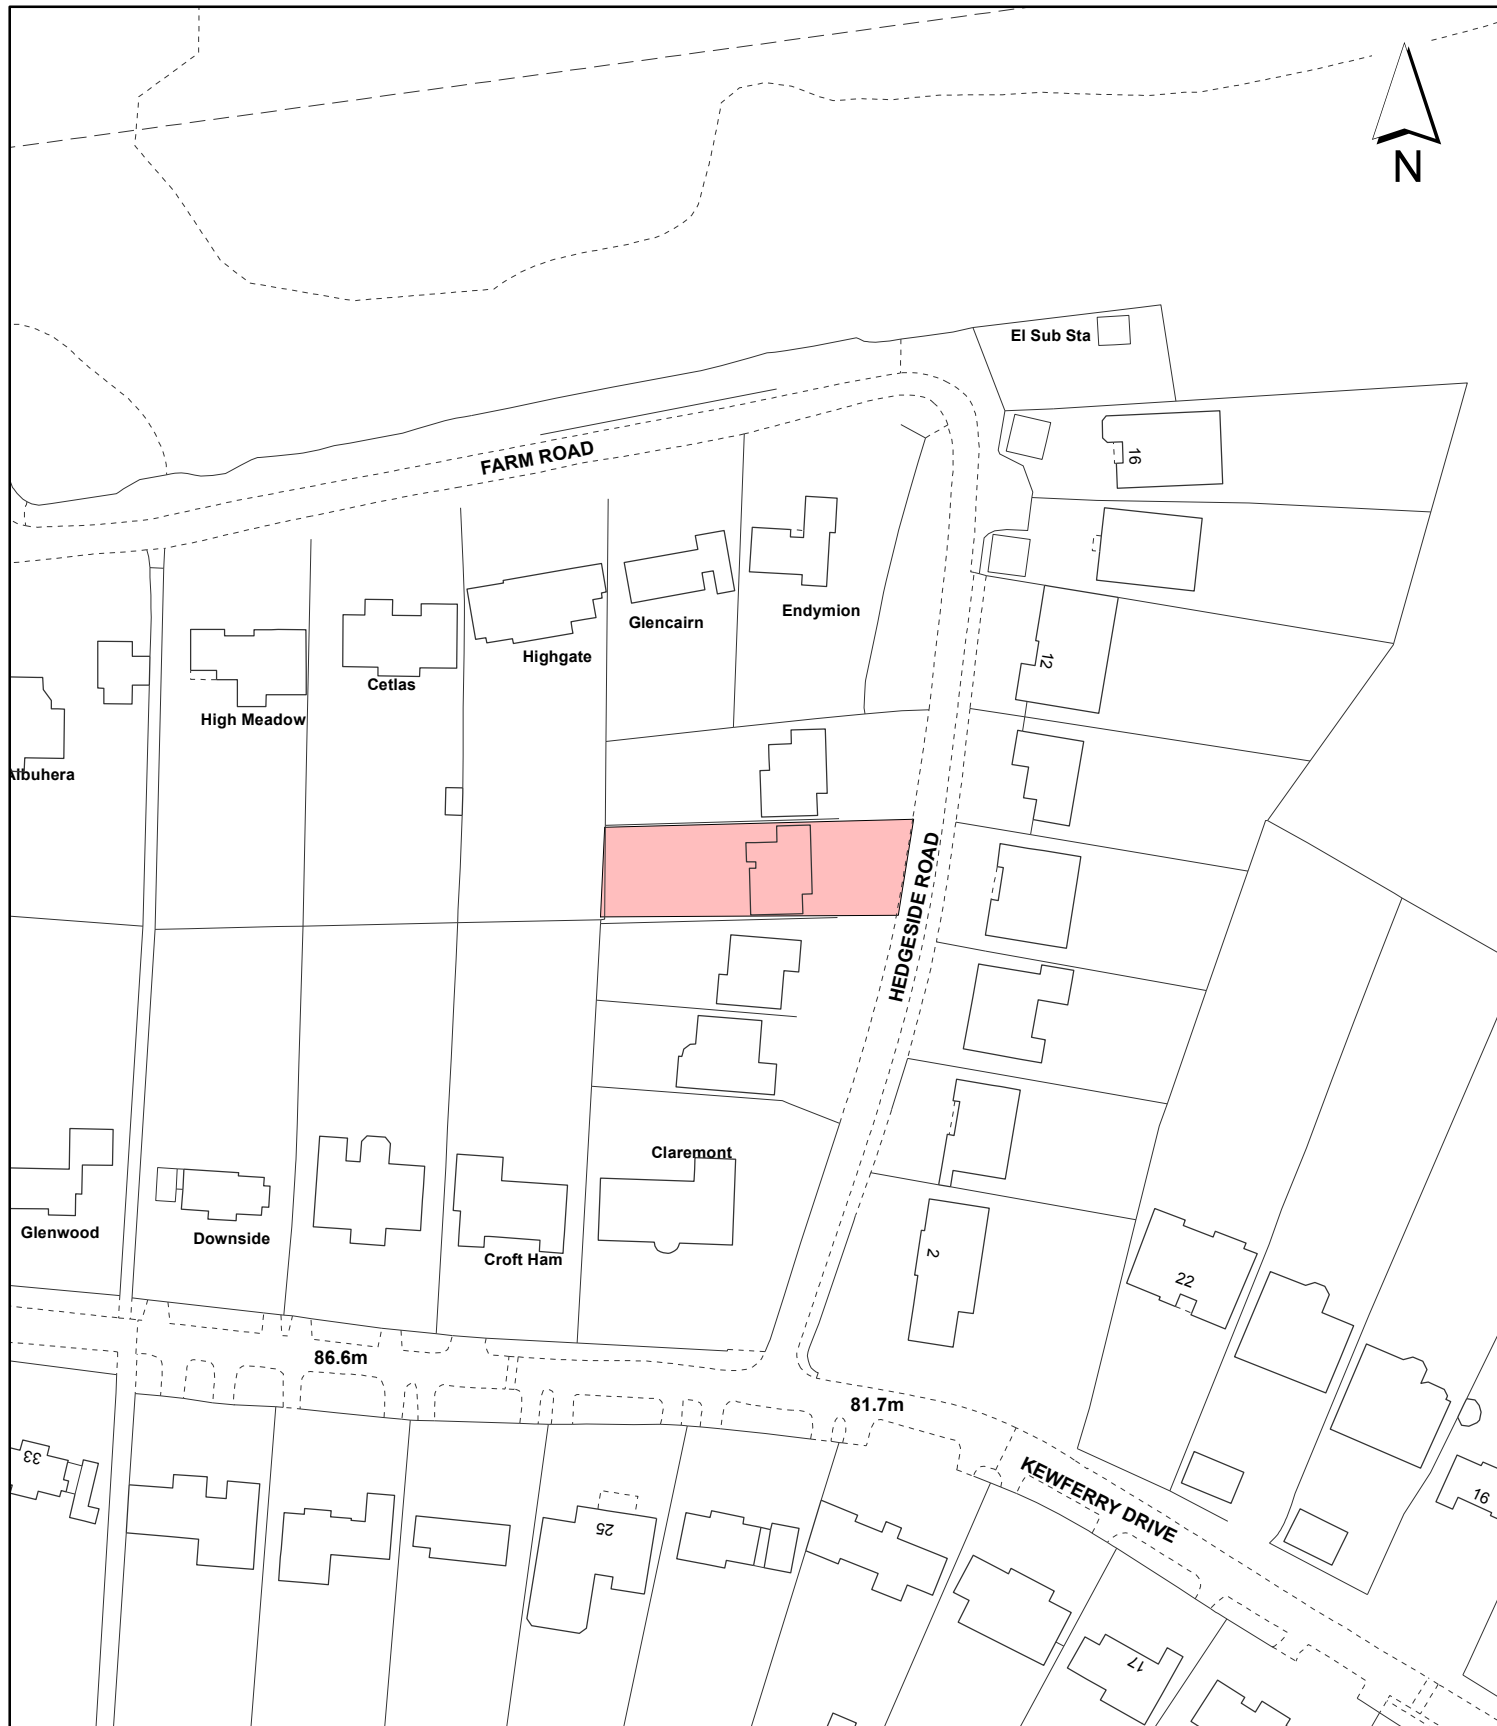 N
El Sub Sta
16
FARM ROAD
Endymion
Glencairn
Highgate
12
Cetlas
High Meadow
Albuhera
HEDGESIDE ROAD
Claremont
Glenwood
Downside
Croft Ham
2
22
86.6m
81.7m
33
KEWFERRY DRIVE
16
25
17